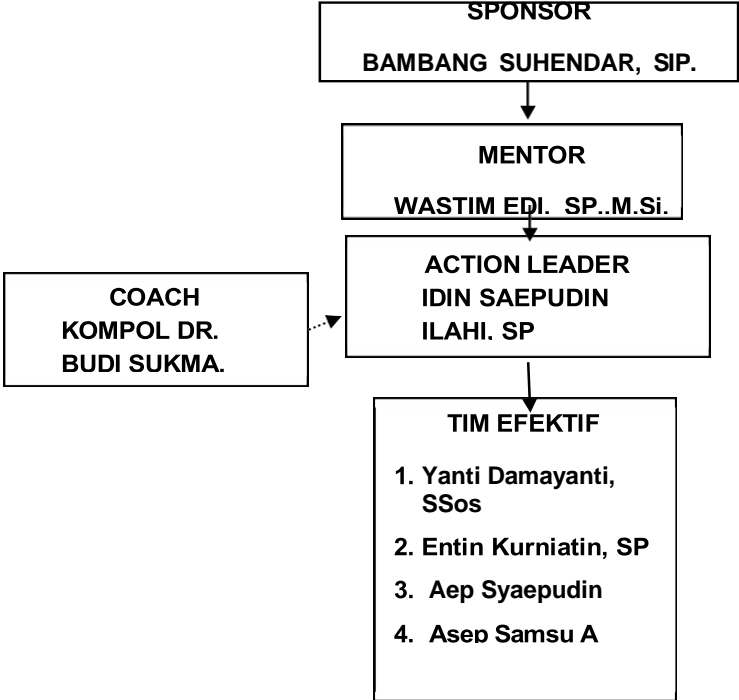 SPONSOR
BAMBANG SUHENDAR, SIP.
MENTOR
WASTIM EDI. SP..M.Si.
ACTION LEADER
IDIN SAEPUDIN
ILAHI. SP
COACH
KOMPOL DR.
BUDI SUKMA.
TIM EFEKTIF
1. Yanti Damayanti,
SSos
2. Entin Kurniatin, SP
3. Aep Syaepudin
4. Asep Samsu A